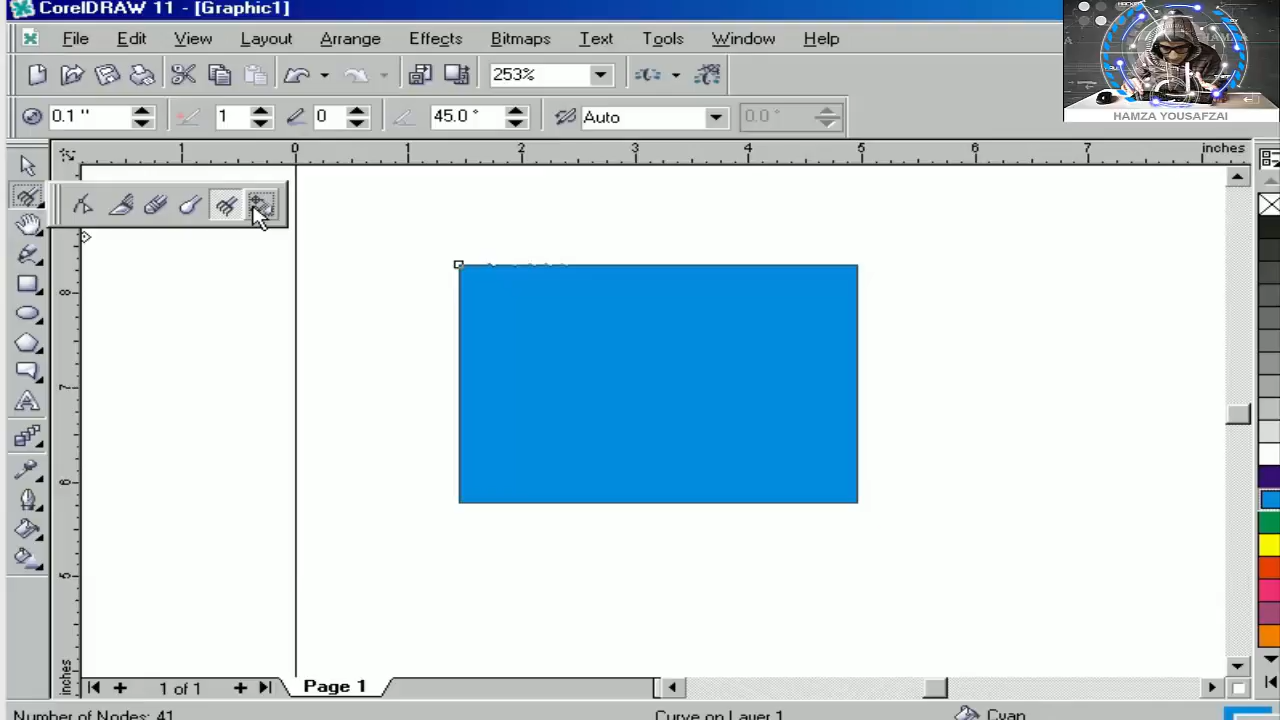 CorelDRAW 11 - [Graphic1]
File Edit View Layout Arrange Effects Bitmaps Text Tools Window Help
253%
0.1 " 1 0 45.0 ° Auto 0.0 °
HAMZA YOUSAFZAI
1 0 1 2 3 4 5 6 7 inches
8
7
6
5
inches
1 of 1 Page 1
Number of Nodes: 41 Curve on Layer 1 Cyan